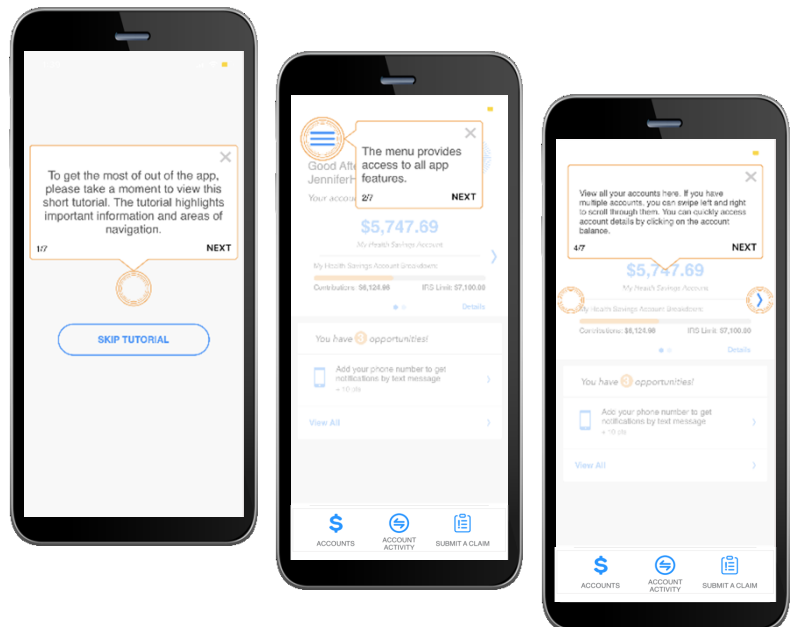 To get the most of out of the app,
please take a moment to view this
short tutorial. The tutorial highlights
important information and areas of
navigation.
1/7 NEXT
SKIP TUTORIAL
The menu provides
access to all app
features.
2/7 NEXT
Good Afte
JenniferH
Your accou
$5,747.69
My Health Savings Account
My Health Savings Account Breakdown:
Contributions: $6,124.96 IRS Limit: $7,100.00
Details
You have 3 opportunities!
Add your phone number to get
notifications by text message
View All
ACCOUNTS
ACCOUNT
ACTIVITY
SUBMIT A CLAIM
View all your accounts here. If you have
multiple accounts, you can swipe left and right
to scroll through them. You can quickly access
account details by clicking on the account
balance.
4/7 NEXT
$5,747.69
My Health Savings Account
My Health Savings Account Breakdown:
Contributions: $6,124.96 IRS Limit: $7,100.00
Details
You have 3 opportunities!
Add your phone number to get
notifications by text message
View All
ACCOUNTS
ACCOUNT
ACTIVITY
SUBMIT A CLAIM